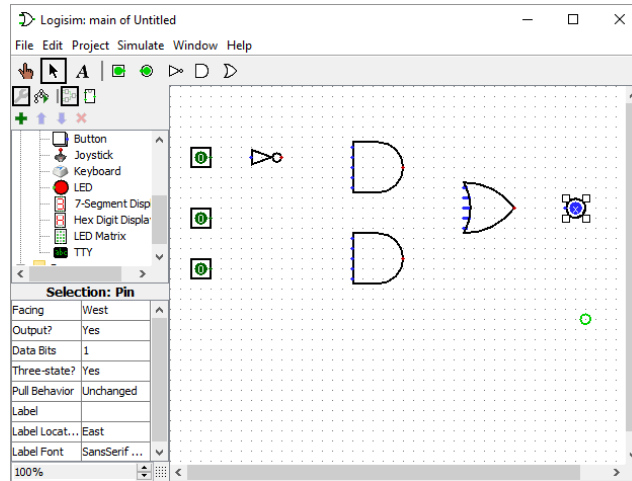 Logisim: main of Untitled
File Edit Project Simulate Window Help
A
Button
Joystick
Keyboard
LED
7-Segment Disp
Hex Digit Displa
LED Matrix
TTY
Selection: Pin
Facing West
Output? Yes
Data Bits 1
Three-state? Yes
Pull Behavior Unchanged
Label
Label Locat... East
Label Font SansSerif ...
100%
0
0
0
x